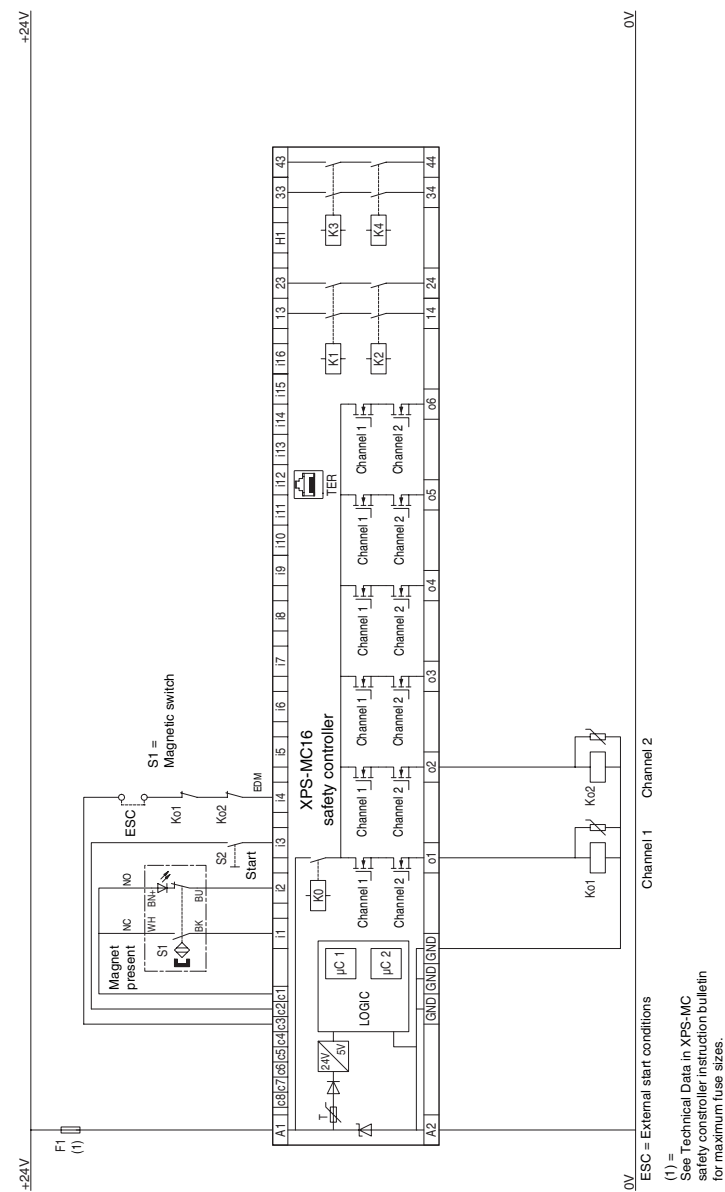 +24V
+24V
F1
(1)
S1 =
Magnetic switch
ESC
Ko1
Ko2
EDM
S2
Start
Magnet
present
NC
NO
WH
BN+
S1
BK
BU
A1
c8
c7
c6
c5
c4
c3
c2
c1
i1
i2
i3
i4
i5
i6
i7
i8
i9
i10
i11
i12
i13
i14
i15
i16
13
23
H1
33
43
XPS-MC16
safety controller
TER
T
24V
5V
LOGIC
µC 1
µC 2
K0
K1
K2
K3
K4
Channel 1
Channel 2
Channel 1
Channel 2
Channel 1
Channel 2
Channel 1
Channel 2
Channel 1
Channel 2
Channel 1
Channel 2
A2
GND
GND
GND
o1
o2
o3
o4
o5
o6
14
24
34
44
Ko1
Ko2
0V
0V
Channel 1
Channel 2
ESC = External start conditions
(1) =
See Technical Data in XPS-MC
safety constroller instruction bulletin
for maximum fuse sizes.